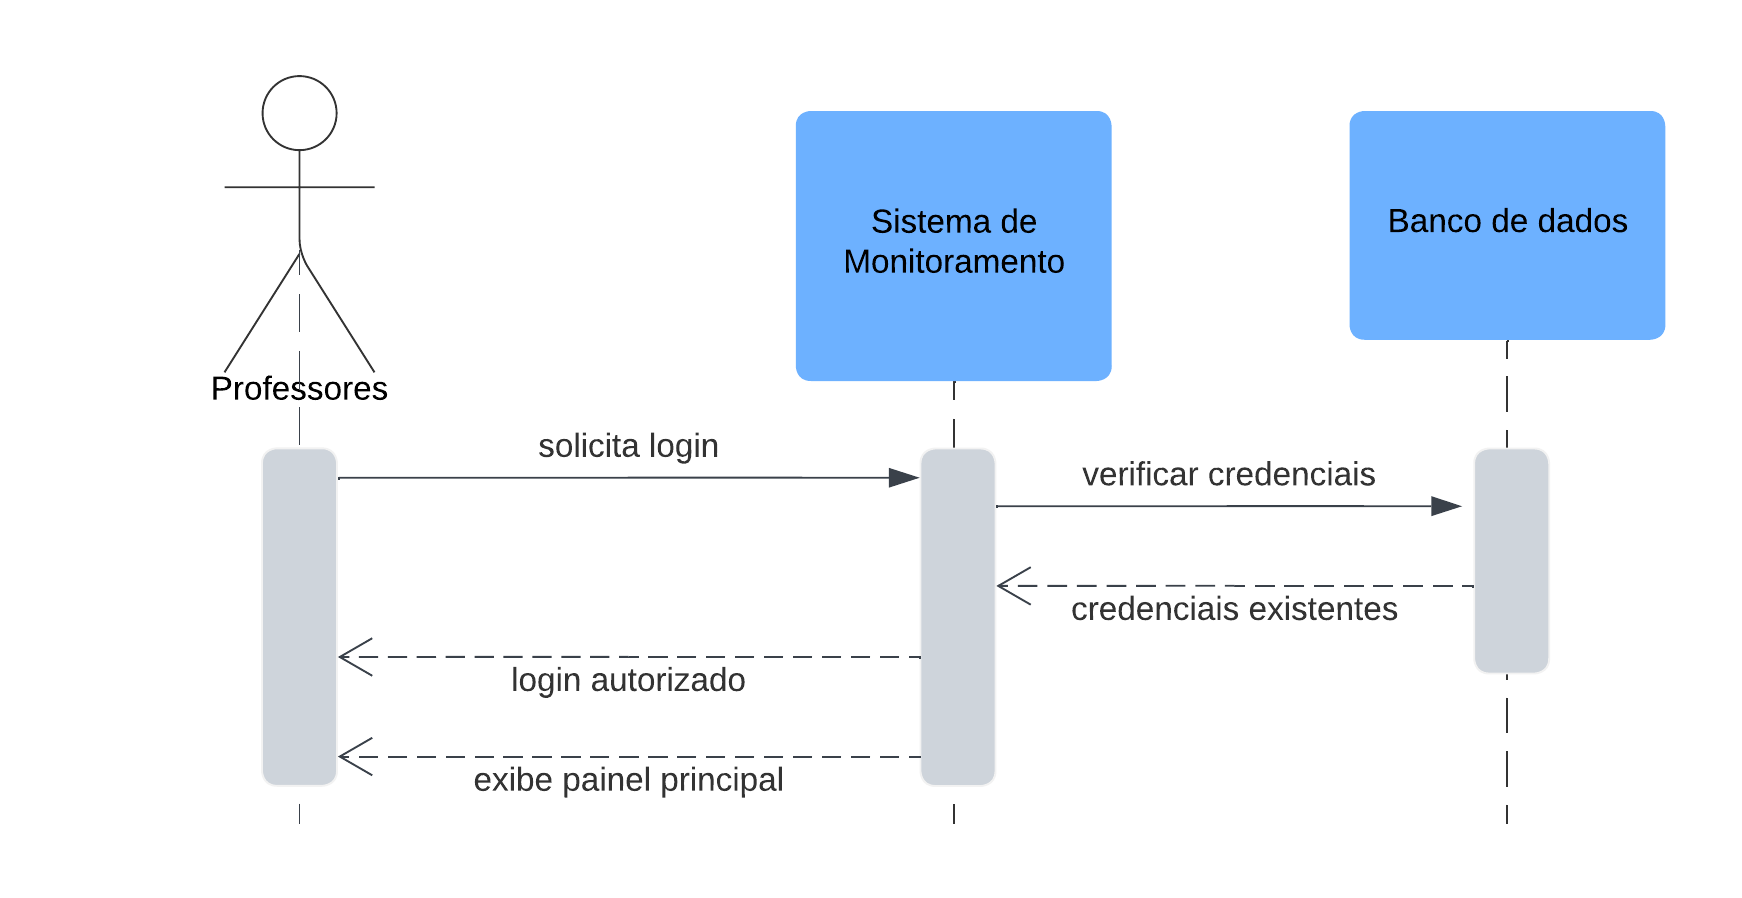 Sistema de
Monitoramento
Banco de dados
Professores
solicita login
verificar credenciais
credenciais existentes
login autorizado
exibe painel principal